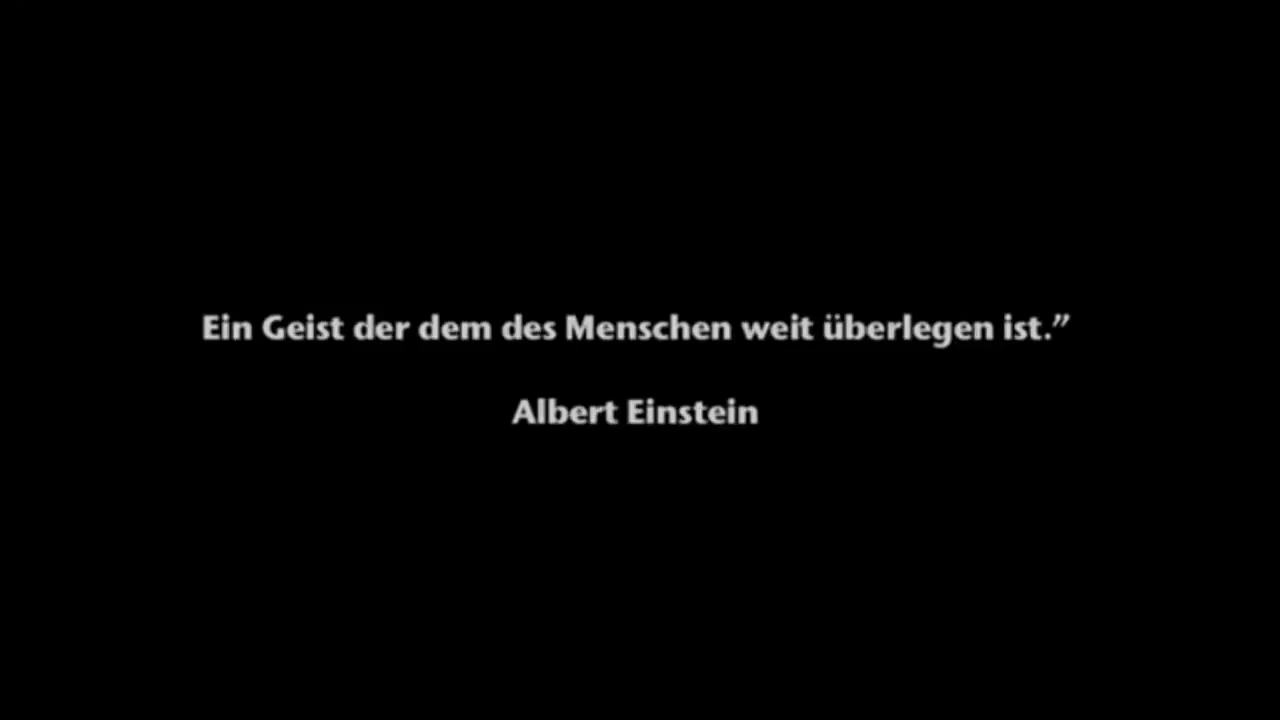 Ein Geist der dem des Menschen weit überlegen ist.”
Albert Einstein